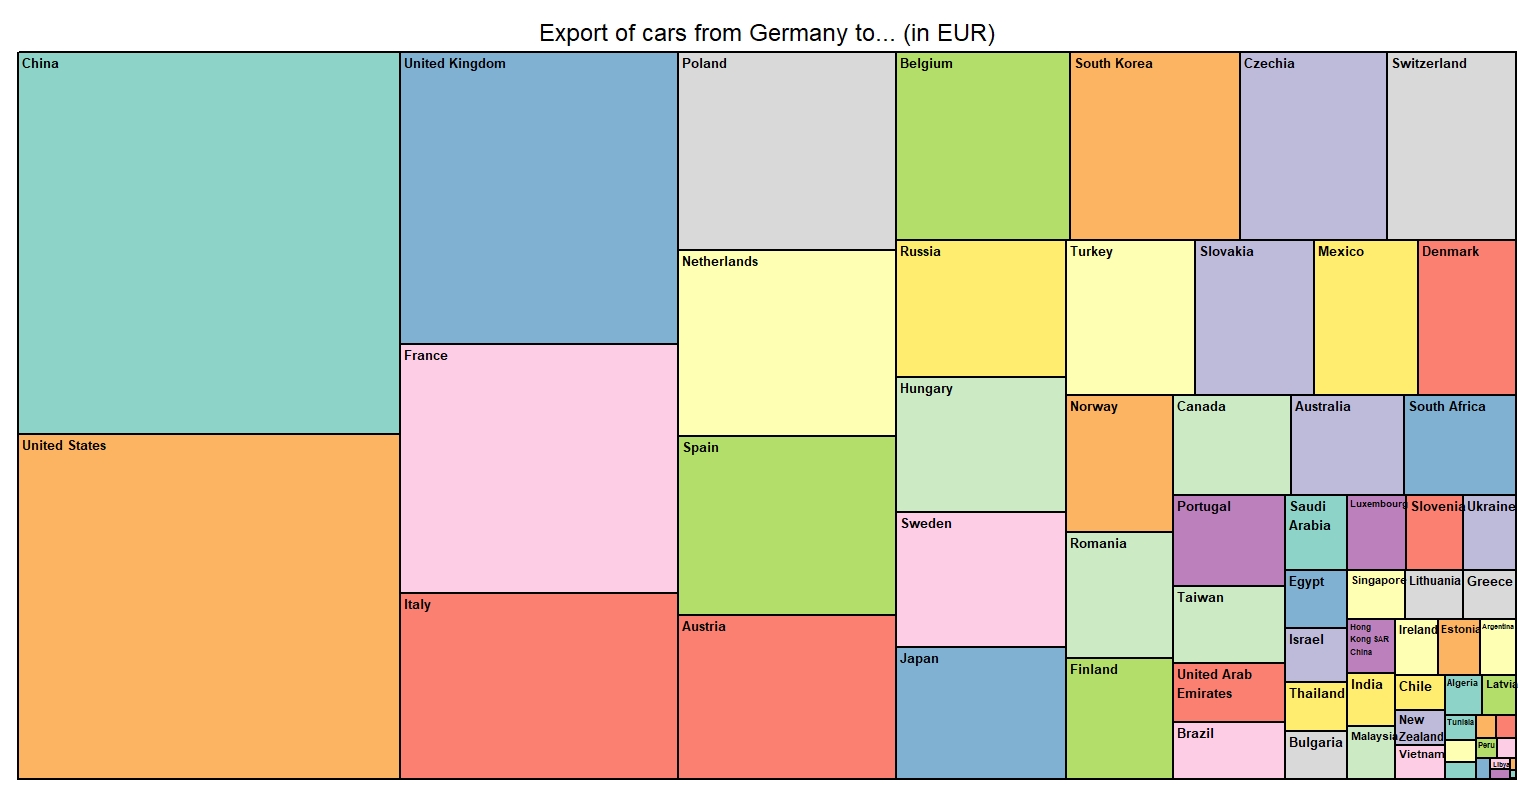 Export of cars from Germany to... (in EUR)
China
United Kingdom
Poland
Belgium
South Korea
Czechia
Switzerland
Russia
Turkey
Slovakia
Mexico
Denmark
Netherlands
France
Hungary
Norway
Canada
Australia
South Africa
United States
Spain
Portugal
Saudi
Arabia
Luxembourg
Slovenia
Ukraine
Sweden
Romania
Egypt
Singapore
Lithuania
Greece
Taiwan
Italy
Austria
Israel
Hong
Kong SAR
China
Ireland
Estonia
Argentina
Japan
Finland
United Arab
Emirates
Thailand
India
Chile
Algeria
Latvia
Brazil
Bulgaria
Malaysia
New
Zealand
Tunisia
Vietnam
Peru
Libya